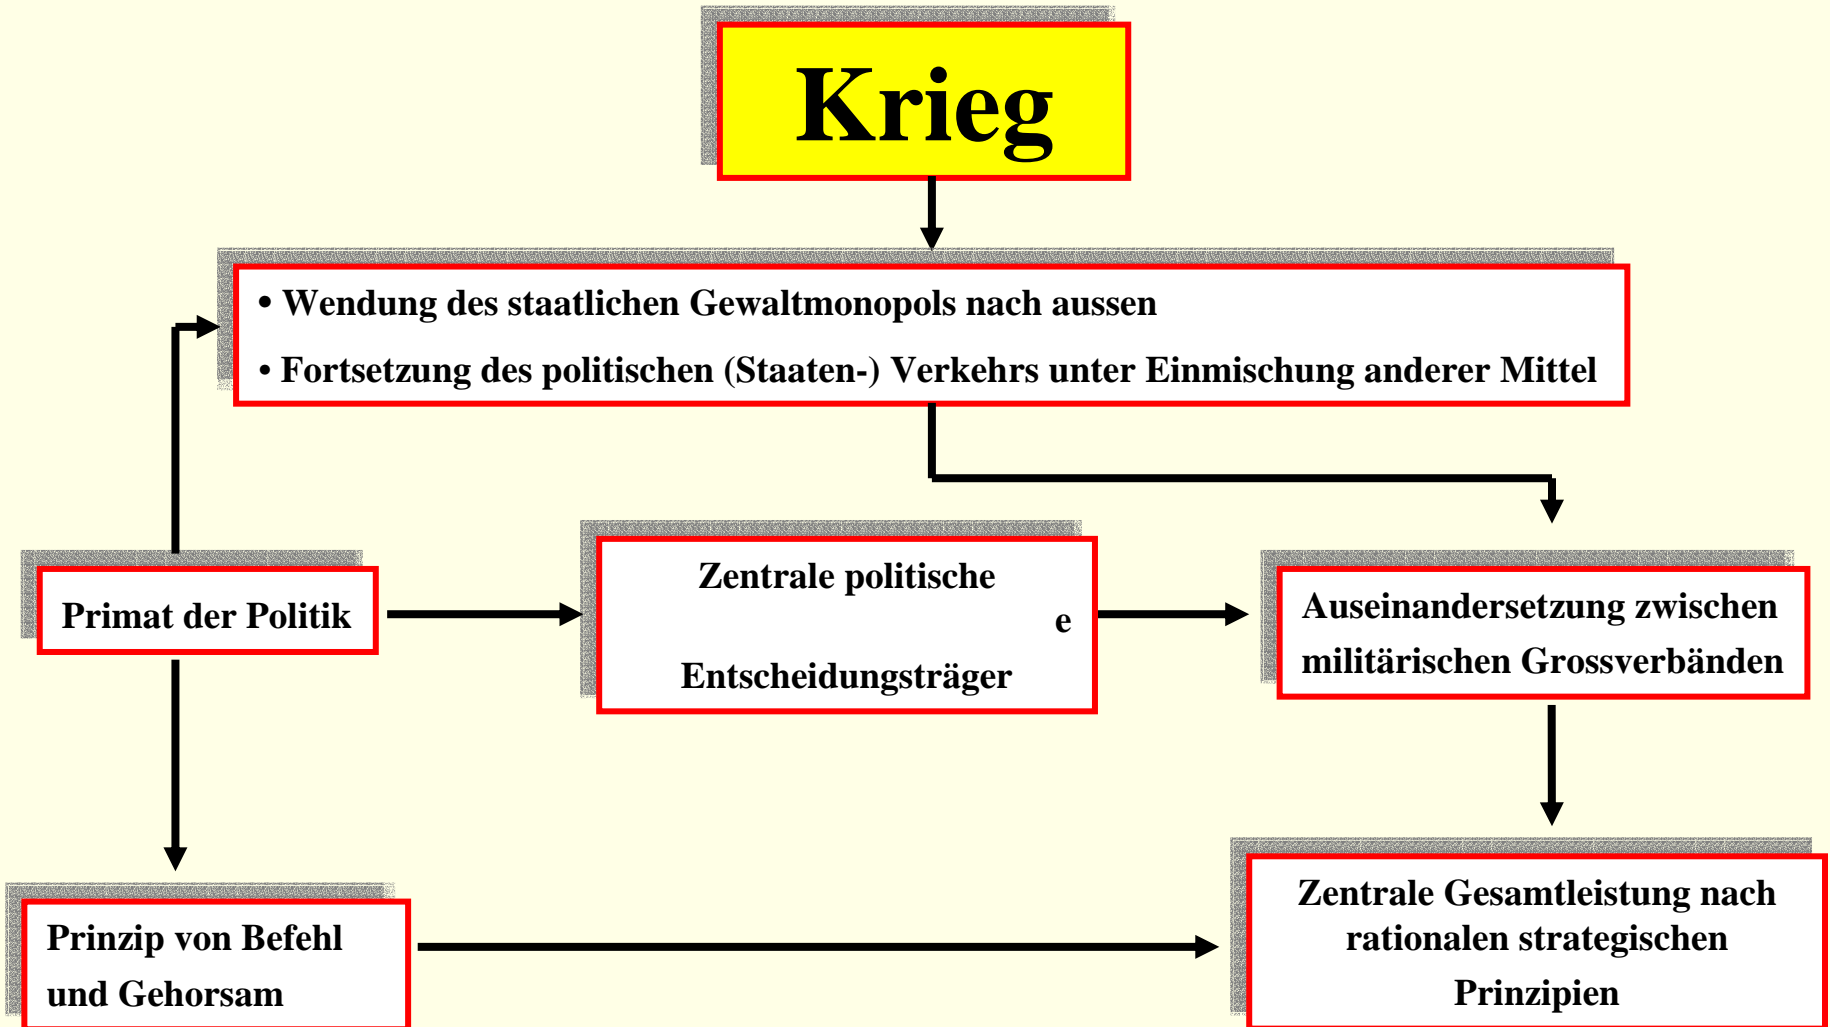 Krieg
• Wendung des staatlichen Gewaltmonopols nach aussen
• Fortsetzung des politischen (Staaten-) Verkehrs unter Einmischung anderer Mittel
Primat der Politik
Zentrale politische
e
Entscheidungsträger
Auseinandersetzung zwischen
militärischen Grossverbänden
Prinzip von Befehl
und Gehorsam
Zentrale Gesamtleistung nach
rationalen strategischen
Prinzipien